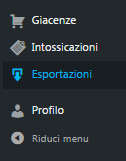 Giacenze
Intossicazioni
Esportazioni
Profilo
Riduci menu